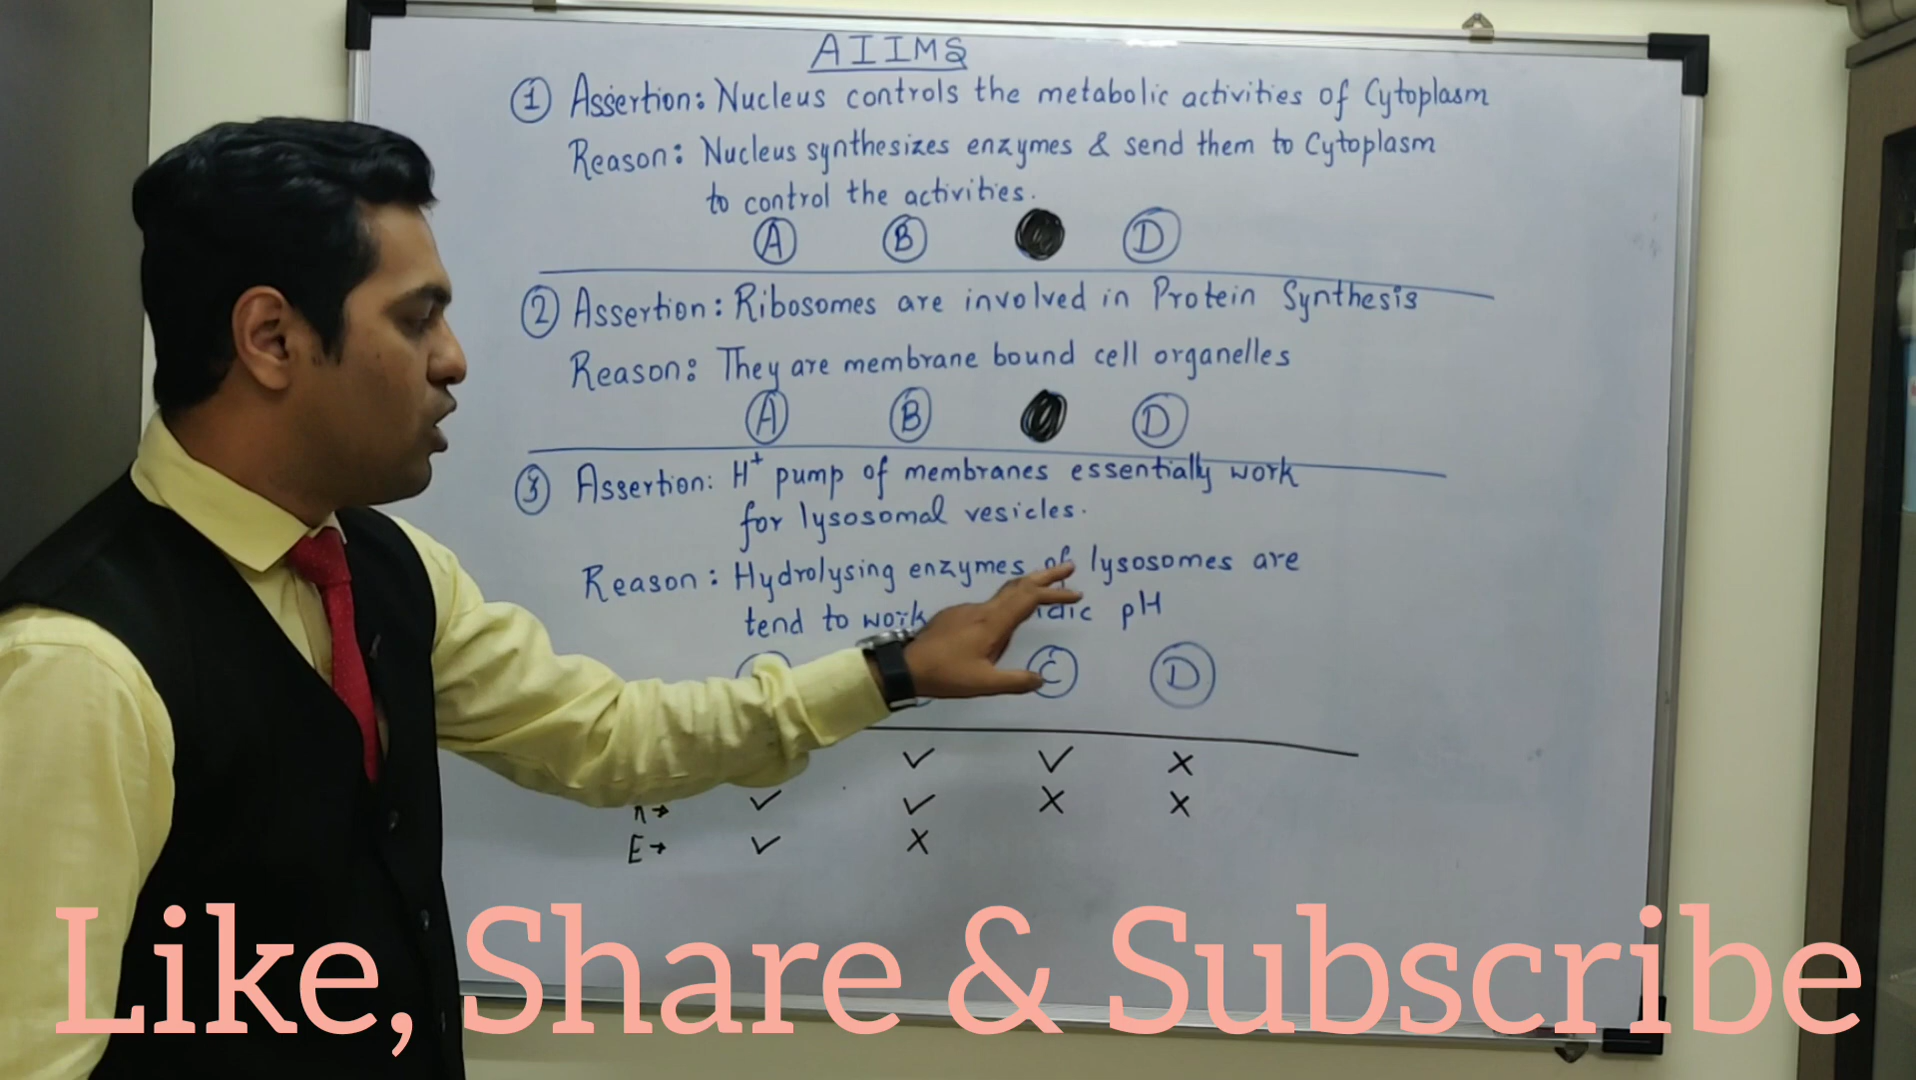 AIIMS
① Assertion: Nucleus controls the metabolic activities of Cytoplasm
Reason: Nucleus synthesizes enzymes & send them to Cytoplasm
to control the activities.
A B D
② Assertion: Ribosomes are involved in Protein Synthesis
Reason: They are membrane bound cell organelles
A B D
③ Assertion: H⁺ pump of membranes essentially work
for lysosomal vesicles.
Reason: Hydrolysing enzymes of lysosomes are
tend to work pH
C D
✓ ✓ ✗
→ ✓ ✓ ✗ ✗
E→ ✓ ✗
Like, Share & Subscribe